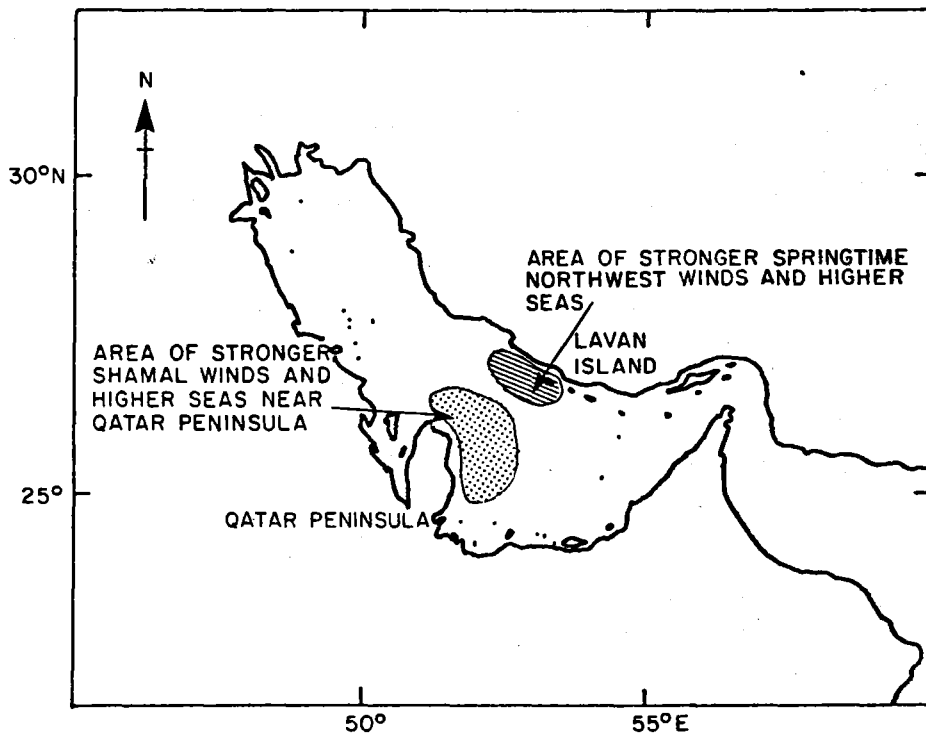 N
30°N
AREA OF STRONGER SPRINGTIME
NORTHWEST WINDS AND HIGHER
SEAS
LAVAN
ISLAND
AREA OF STRONGER
SHAMAL WINDS AND
HIGHER SEAS NEAR
QATAR PENINSULA
25°
QATAR PENINSULA
50°
55°E